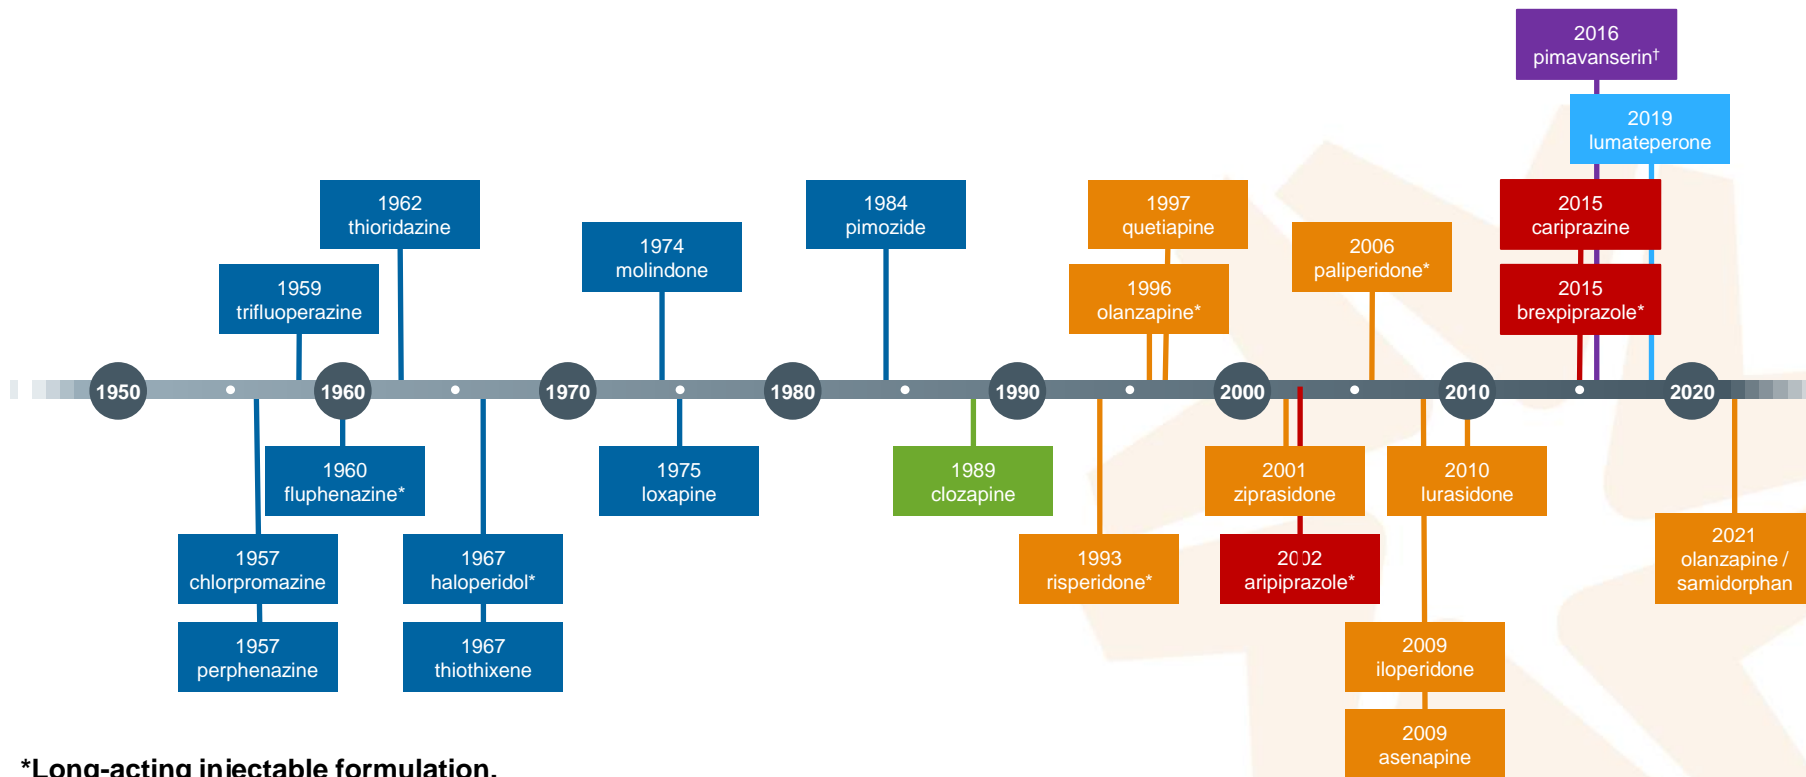 2016
pimavanserin†
2019
lumateperone
1962
thioridazine
1984
pimozide
1997
quetiapine
2015
cariprazine
1974
molindone
2006
paliperidone*
1959
trifluoperazine
1996
olanzapine*
2015
brexpiprazole*
1950
1960
1970
1980
1990
2000
2010
2020
1960
fluphenazine*
1975
loxapine
1989
clozapine
2001
ziprasidone
2010
lurasidone
1957
chlorpromazine
1967
haloperidol*
1993
risperidone*
2002
aripiprazole*
2021
olanzapine /
samidorphan
1957
perphenazine
1967
thiothixene
2009
iloperidone
2009
asenapine
*Long-acting injectable formulation.